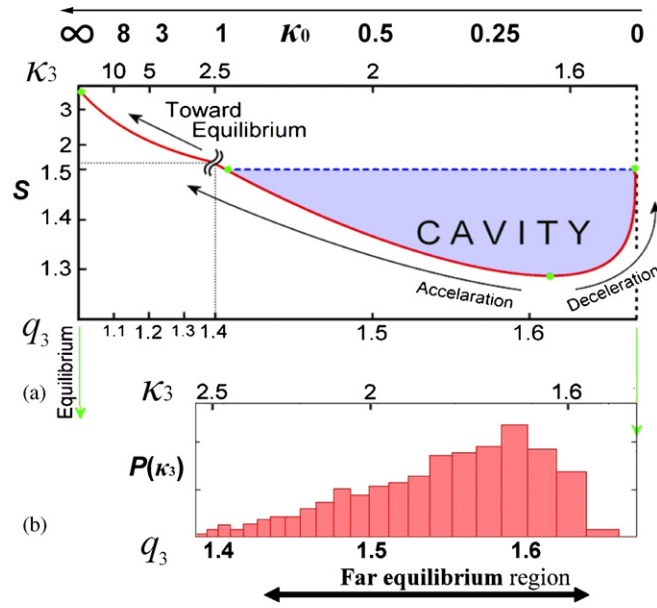 ∞ 8 3 1 κ₀ 0.5 0.25 0
κ₃ 10 5 2.5 2 1.6
3
2
1.5
S
1.4
1.3
Toward
Equilibrium
CAVITY
Accelaration
Deceleration
q₃ 1.1 1.2 1.3 1.4 1.5 1.6
Equilibrium
(a)
κ₃ 2.5 2 1.6
P(κ₃)
(b)
q₃ 1.4 1.5 1.6
Far equilibrium region